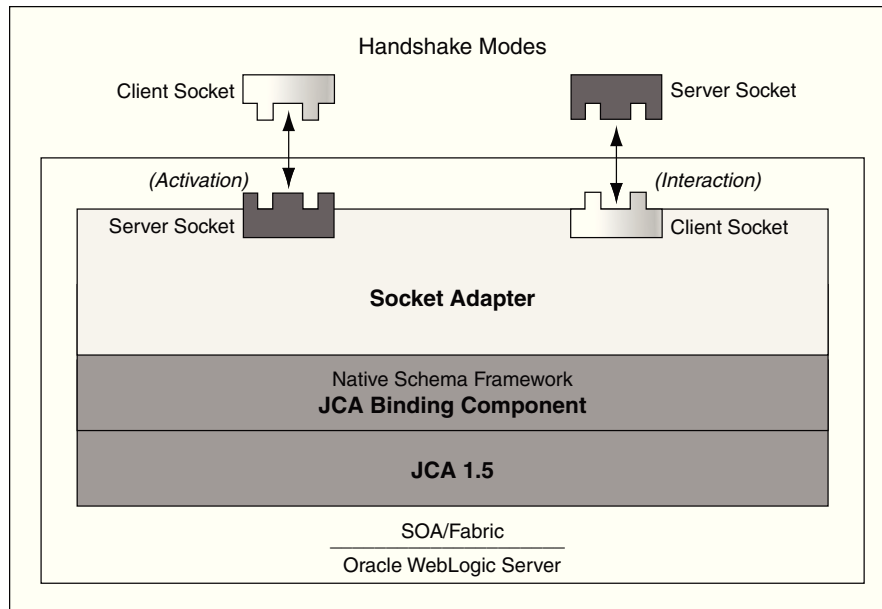 Handshake Modes
Client Socket
Server Socket
(Activation)
(Interaction)
Server Socket
Client Socket
Socket Adapter
Native Schema Framework
JCA Binding Component
JCA 1.5
SOA/Fabric
Oracle WebLogic Server